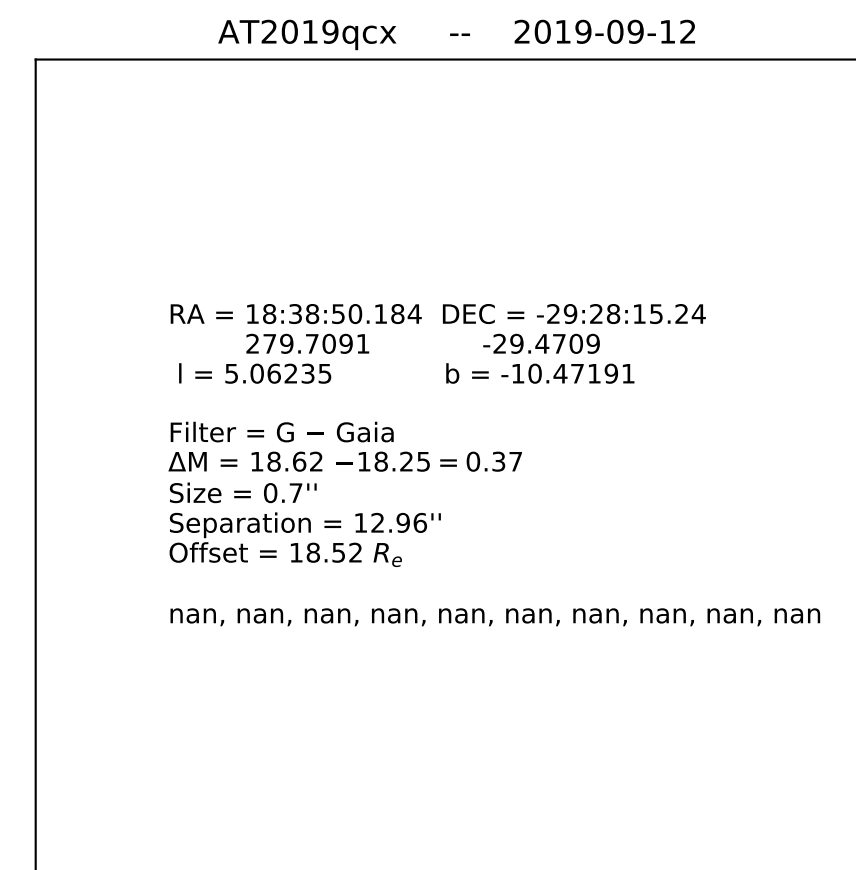 AT2019qcx -- 2019-09-12
RA = 18:38:50.184 DEC = -29:28:15.24
279.7091 -29.4709
l = 5.06235 b = -10.47191
Filter = G − Gaia
ΔM = 18.62 −18.25 = 0.37
Size = 0.7''
Separation = 12.96''
Offset = 18.52 Rₑ
nan, nan, nan, nan, nan, nan, nan, nan, nan, nan